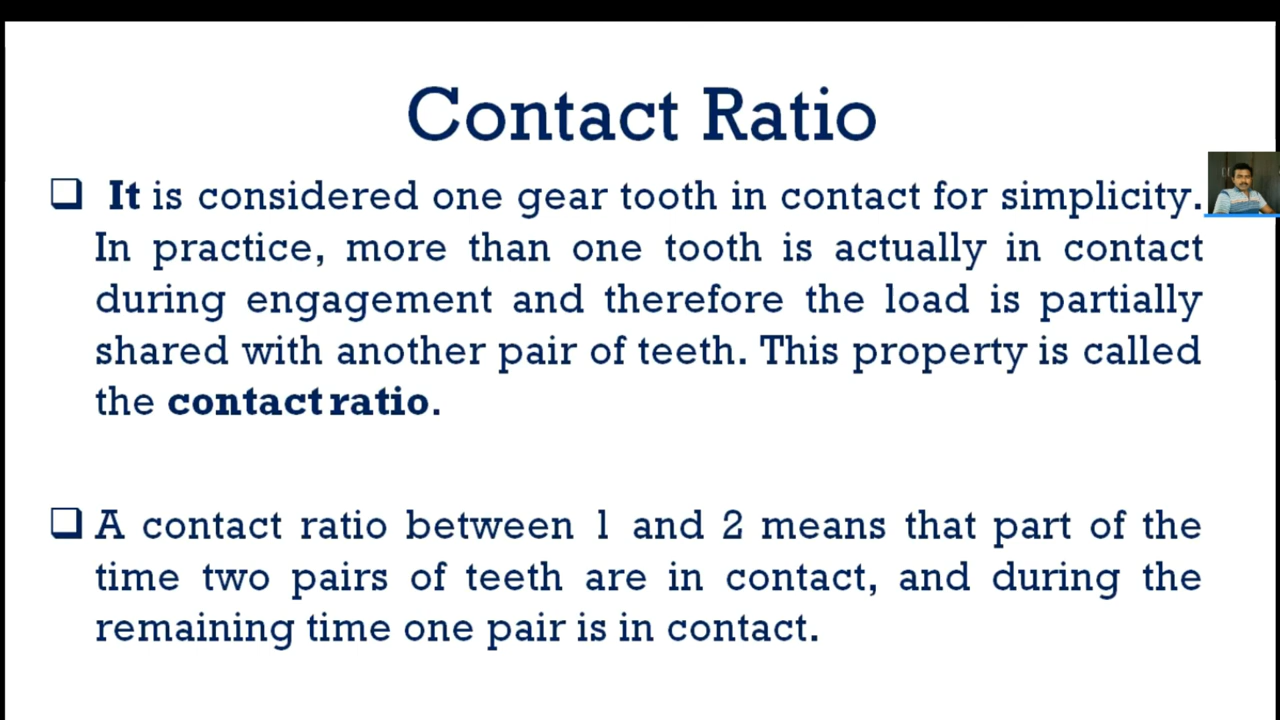 Contact Ratio
It is considered one gear tooth in contact for simplicity.
In practice, more than one tooth is actually in contact
during engagement and therefore the load is partially
shared with another pair of teeth. This property is called
the contact ratio.
A contact ratio between 1 and 2 means that part of the
time two pairs of teeth are in contact, and during the
remaining time one pair is in contact.